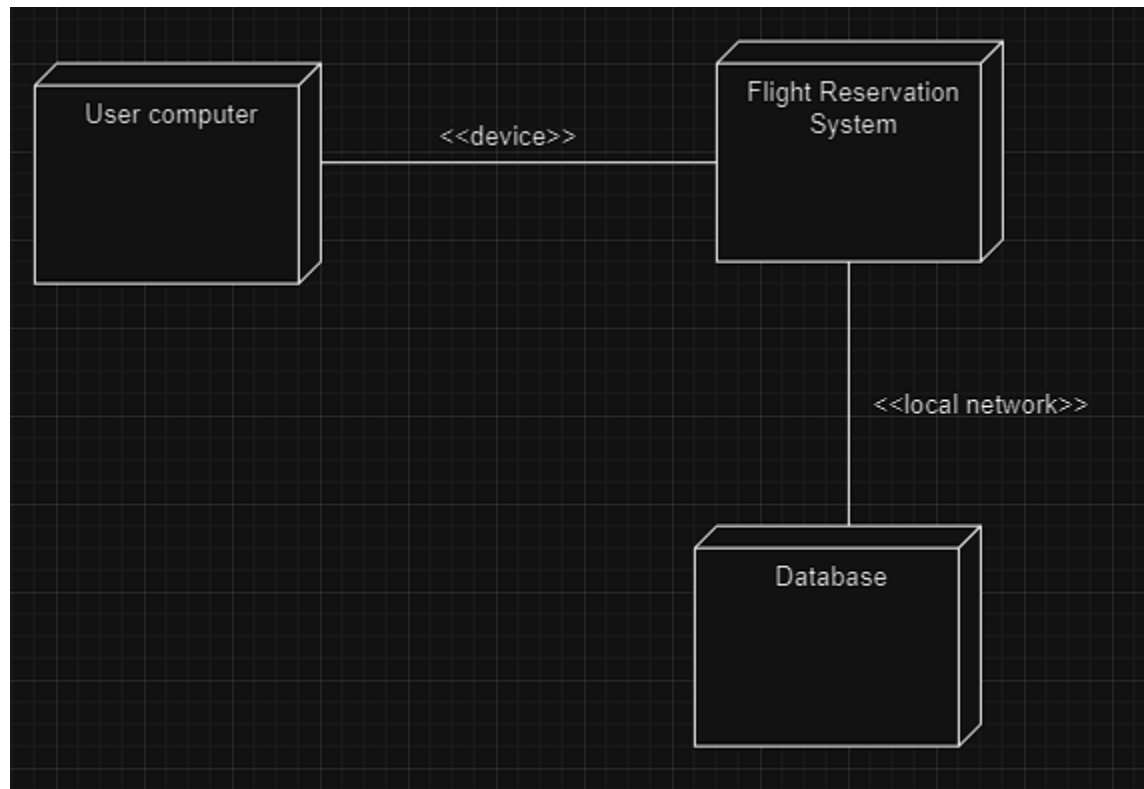 User computer
<<device>>
Flight Reservation
System
<<local network>>
Database